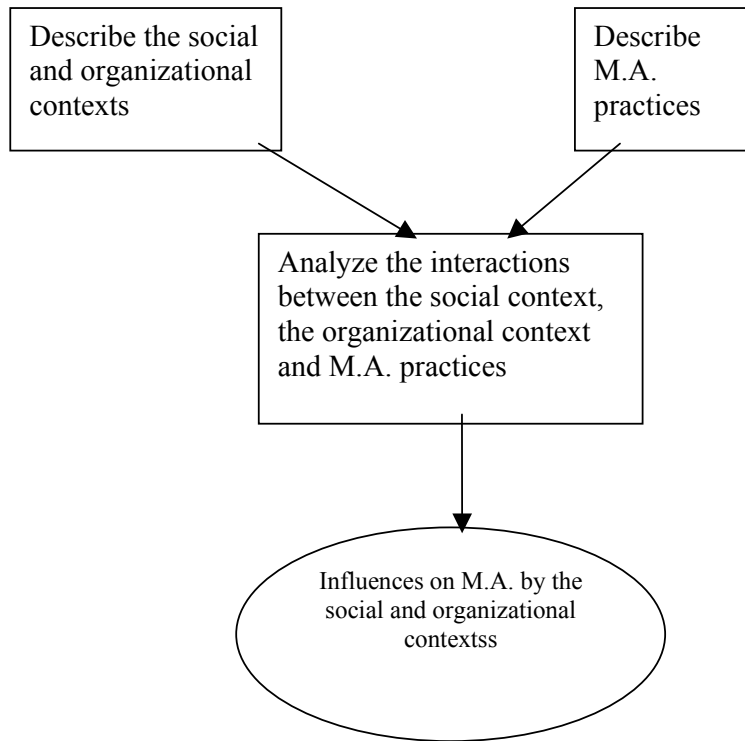 Describe the social
and organizational
contexts
Describe
M.A.
practices
Analyze the interactions
between the social context,
the organizational context
and M.A. practices
Influences on M.A. by the
social and organizational
contextss